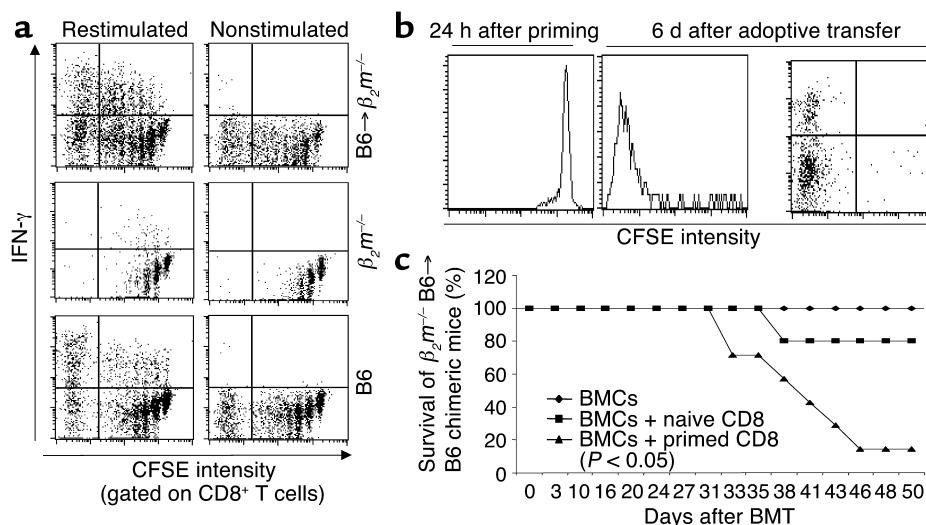 a
Restimulated Nonstimulated
B6→β₂m⁻/⁻
β₂m⁻/⁻
B6
IFN-γ
CFSE intensity
(gated on CD8⁺ T cells)
b
24 h after priming
6 d after adoptive transfer
CFSE intensity
c
Survival of β₂m⁻/⁻ B6→
B6 chimeric mice (%)
120
100
80
60
40
20
0
BMCs
BMCs + naive CD8
BMCs + primed CD8
(P < 0.05)
0 3 10 16 20 24 27 31 33 35 38 41 43 46 48 50
Days after BMT